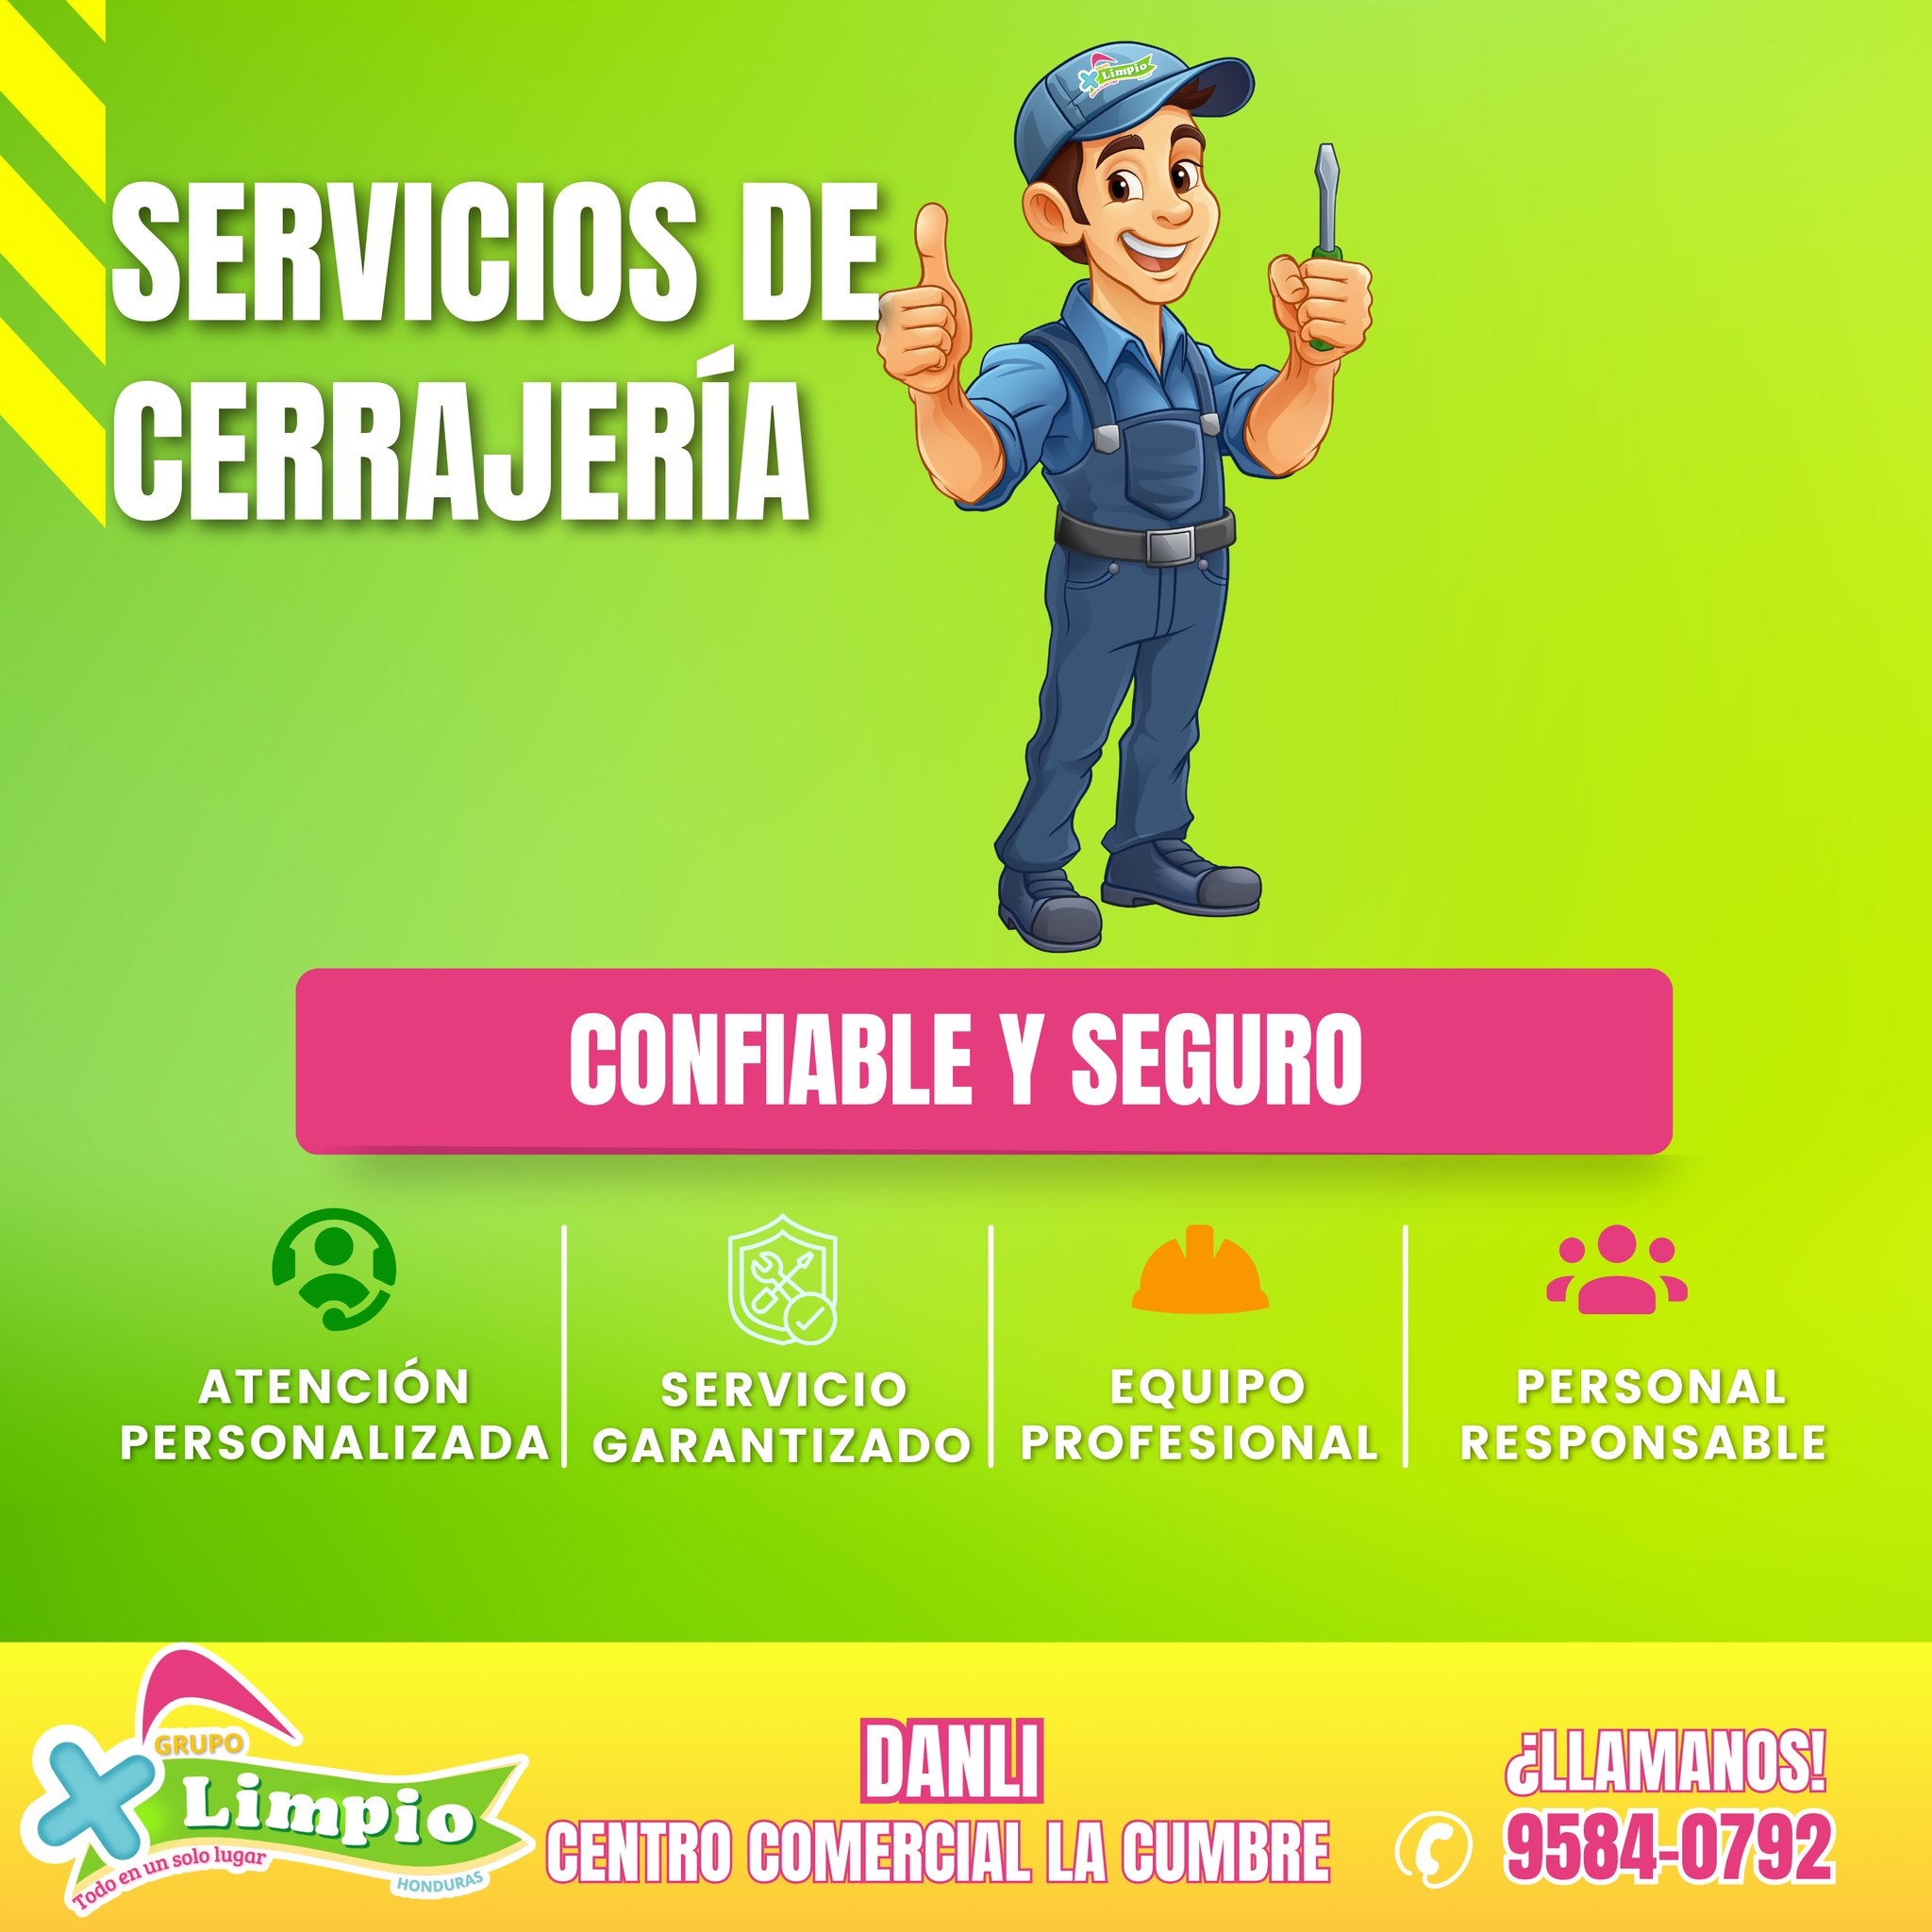 Limpio
SERVICIOS DE
CERRAJERÍA
CONFIABLE Y SEGURO
ATENCIÓN
PERSONALIZADA
SERVICIO
GARANTIZADO
EQUIPO
PROFESIONAL
PERSONAL
RESPONSABLE
GRUPO
X Limpio
Todo en un solo lugar
HONDURAS
DANLI
CENTRO COMERCIAL LA CUMBRE
¿LLAMANOS!
9584-0792